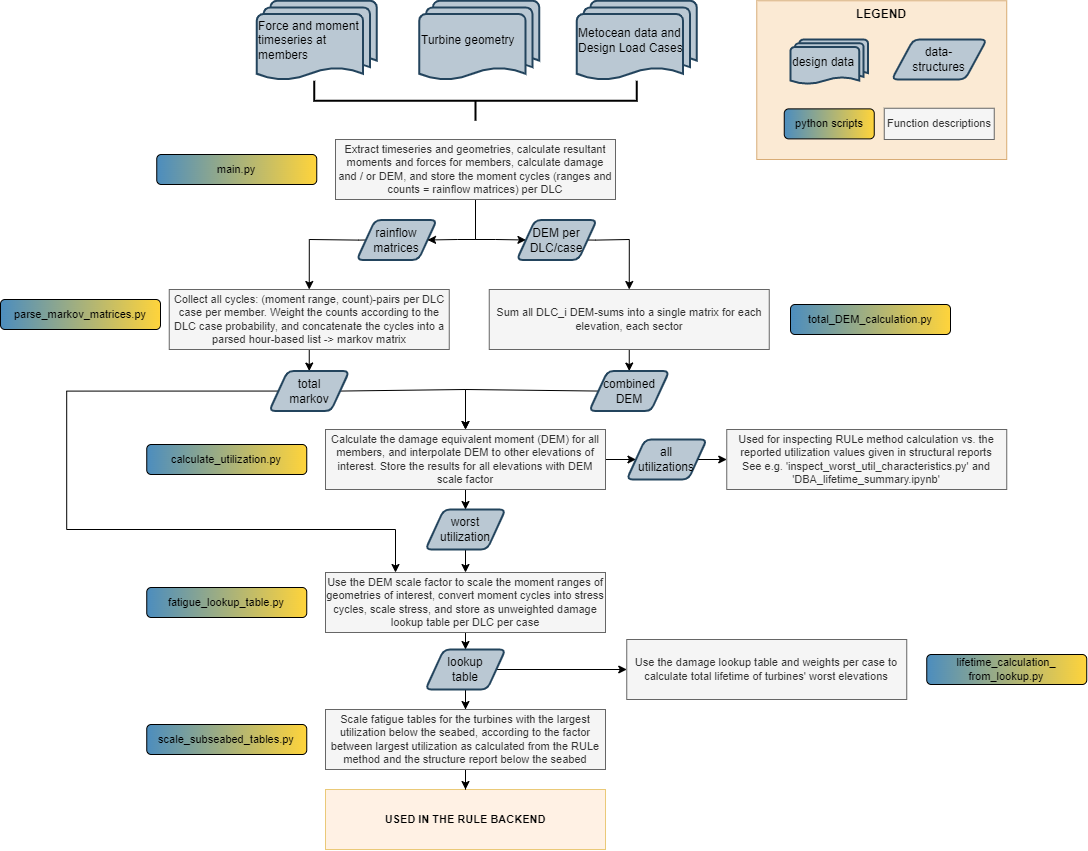 Force and moment
timeseries at
members
Turbine geometry
Metocean data and
Design Load Cases
LEGEND
design data
data-
structures
python scripts
Function descriptions
main.py
Extract timeseries and geometries, calculate resultant
moments and forces for members, calculate damage
and / or DEM, and store the moment cycles (ranges and
counts = rainflow matrices) per DLC
rainflow
matrices
DEM per
DLC/case
parse_markov_matrices.py
Collect all cycles: (moment range, count)-pairs per DLC
case per member. Weight the counts according to the
DLC case probability, and concatenate the cycles into a
parsed hour-based list -> markov matrix
Sum all DLC_i DEM-sums into a single matrix for each
elevation, each sector
total_DEM_calculation.py
total
markov
combined
DEM
calculate_utilization.py
Calculate the damage equivalent moment (DEM) for all
members, and interpolate DEM to other elevations of
interest. Store the results for all elevations with DEM
scale factor
all
utilizations
Used for inspecting RULe method calculation vs. the
reported utilization values given in structural reports
See e.g. 'inspect_worst_util_characteristics.py' and
'DBA_lifetime_summary.ipynb'
worst
utilization
fatigue_lookup_table.py
Use the DEM scale factor to scale the moment ranges of
geometries of interest, convert moment cycles into stress
cycles, scale stress, and store as unweighted damage
lookup table per DLC per case
lookup
table
Use the damage lookup table and weights per case to
calculate total lifetime of turbines' worst elevations
lifetime_calculation_
from_lookup.py
scale_subseabed_tables.py
Scale fatigue tables for the turbines with the largest
utilization below the seabed, according to the factor
between largest utilization as calculated from the RULe
method and the structure report below the seabed
USED IN THE RULE BACKEND